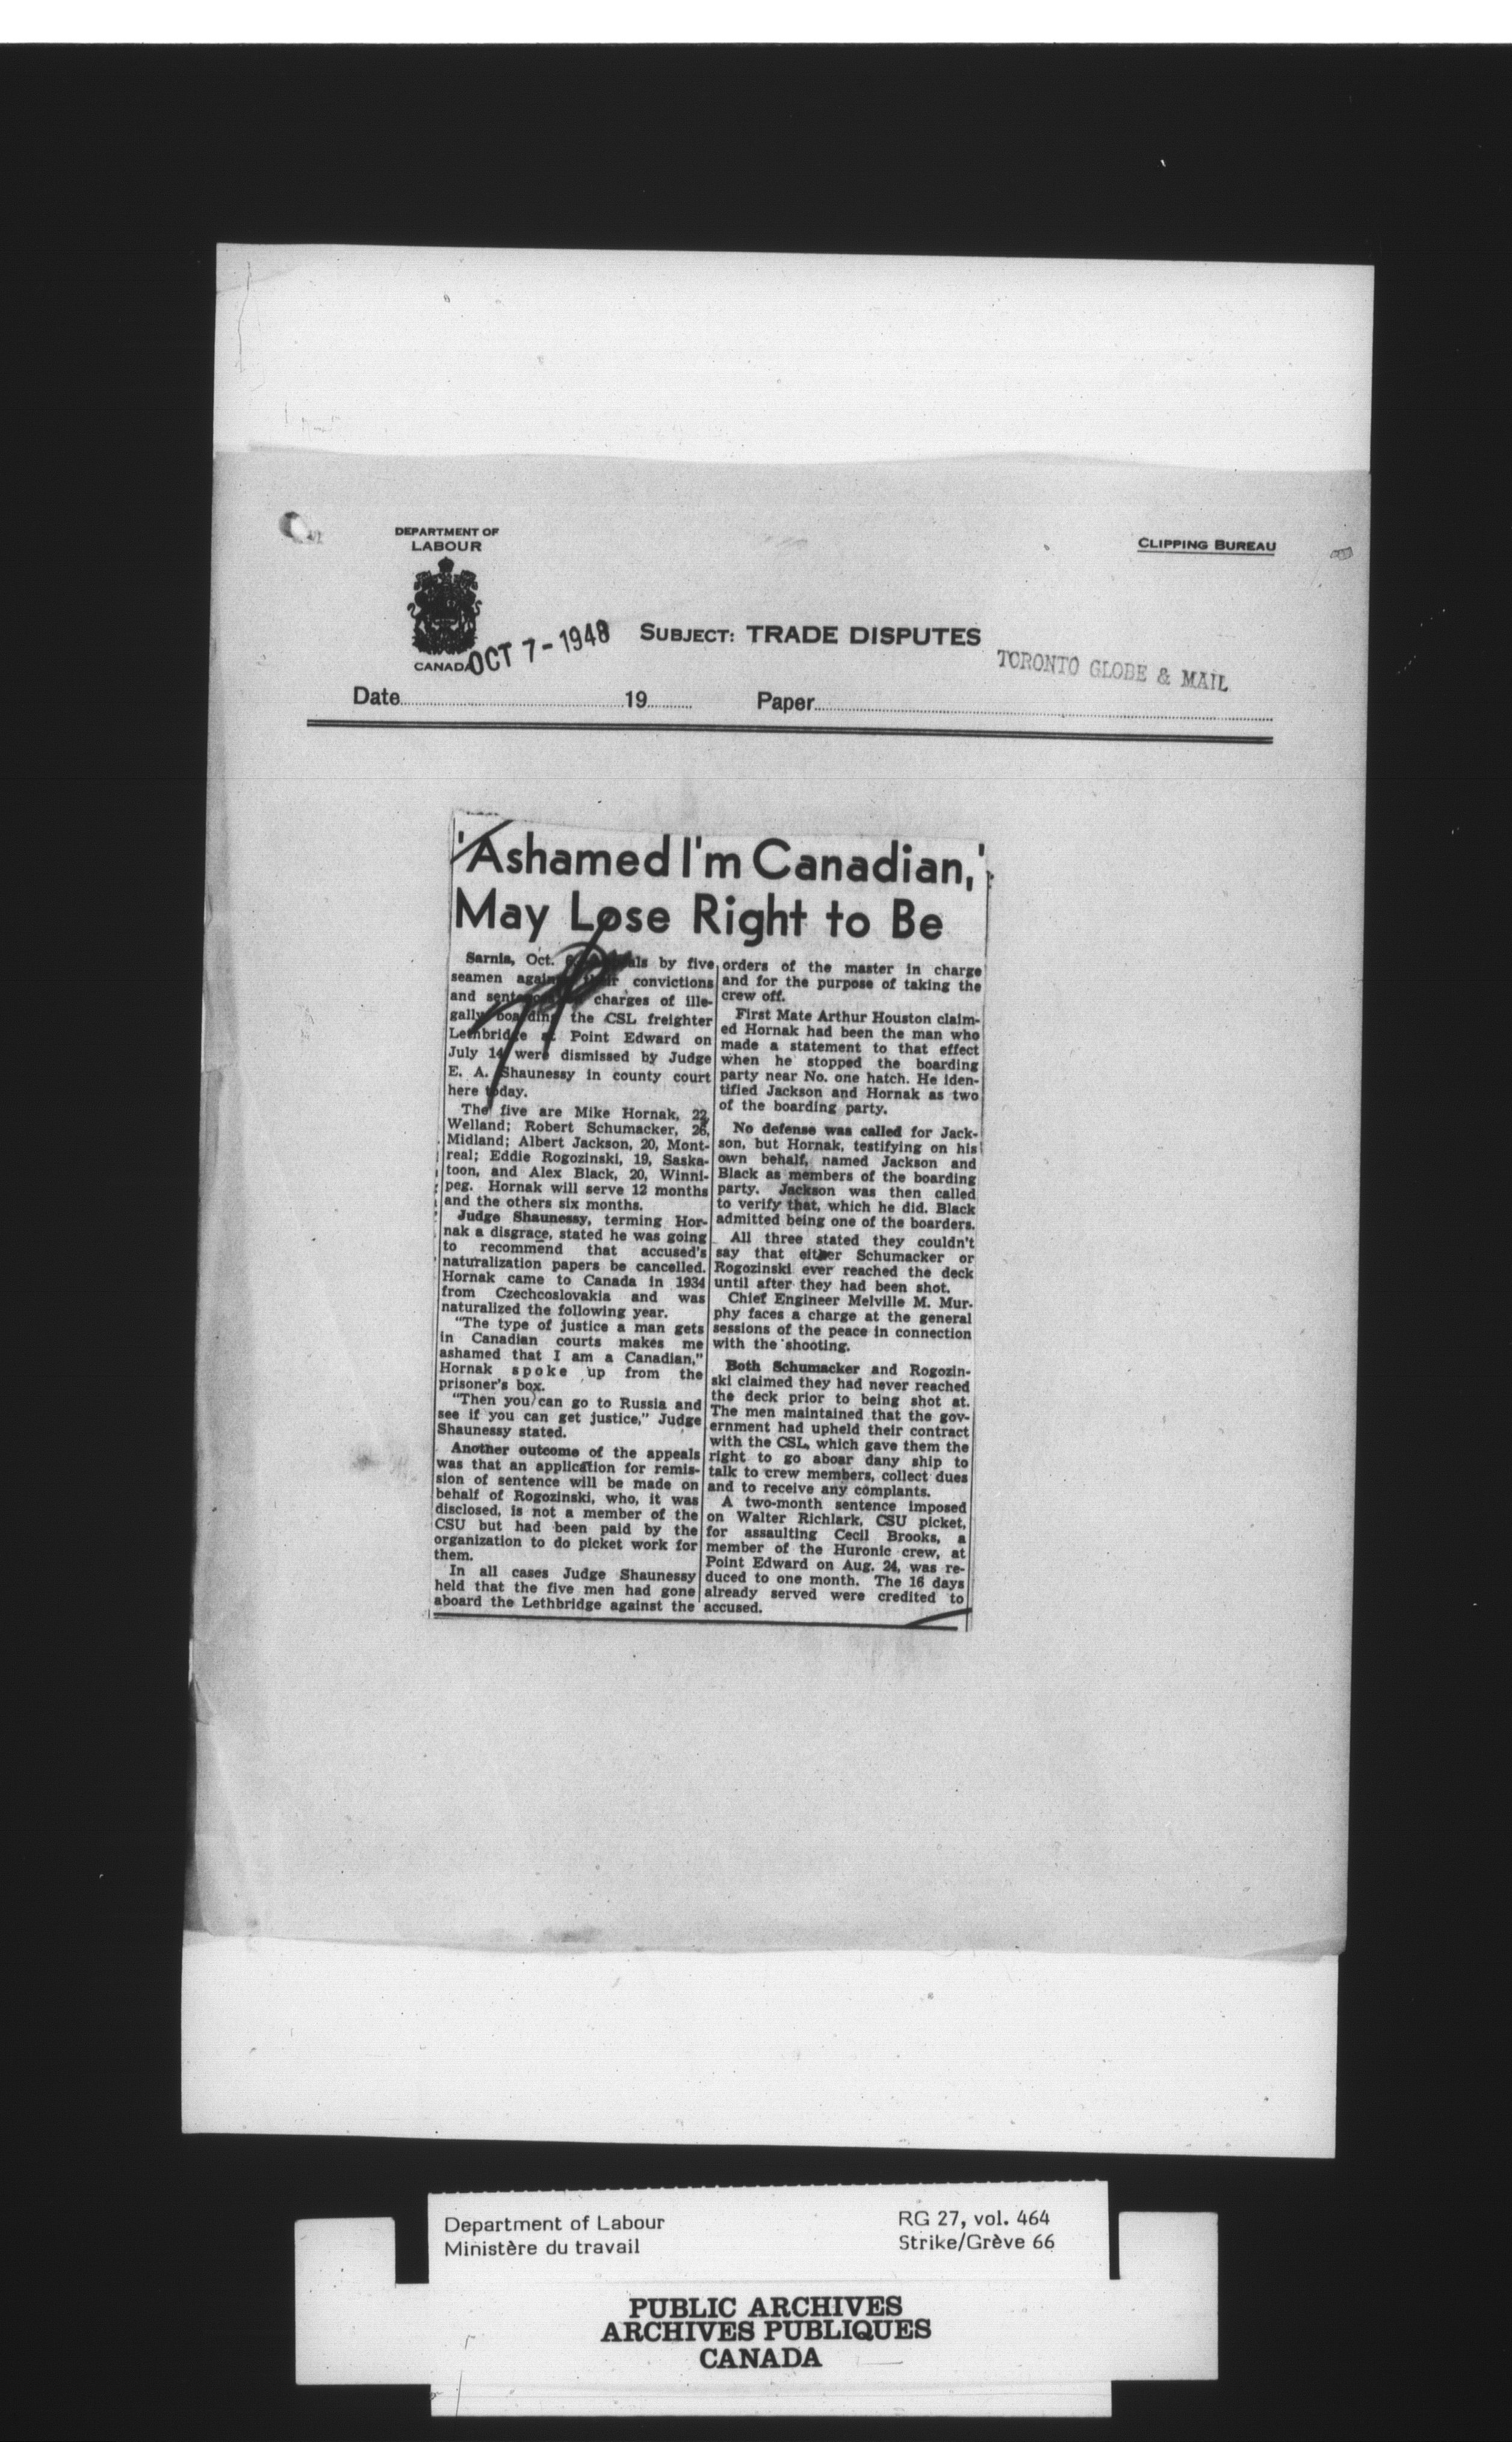 DEPARTMENT OF
LABOUR
CANADA
CLIPPING BUREAU
OCT 7 - 1948
SUBJECT: TRADE DISPUTES
TORONTO GLOBE & MAIL
Date 19 Paper
'Ashamed I'm Canadian,'
May Lose Right to Be
Sarnia, Oct. by five
seamen against their convictions
and charges of ille-
gally boarding the CSL freighter
Lethbridge at Point Edward on
July 14 were dismissed by Judge
E. A. Shaunessy in county court
here today.
The five are Mike Hornak, 22,
Welland; Robert Schumacker, 26,
Midland; Albert Jackson, 20, Mont-
real; Eddie Rogozinski, 19, Saska-
toon, and Alex Black, 20, Winni-
peg. Hornak will serve 12 months
and the others six months.
Judge Shaunessy, terming Hor-
nak a disgrace, stated he was going
to recommend that accused's
naturalization papers be cancelled.
Hornak came to Canada in 1934
from Czechcoslovakia and was
naturalized the following year.
"The type of justice a man gets
in Canadian courts makes me
ashamed that I am a Canadian,"
Hornak spoke up from the
prisoner's box.
"Then you can go to Russia and
see if you can get justice," Judge
Shaunessy stated.
Another outcome of the appeals
was that an application for remis-
sion of sentence will be made on
behalf of Rogozinski, who, it was
disclosed, is not a member of the
CSU but had been paid by the
organization to do picket work for
them.
In all cases Judge Shaunessy
held that the five men had gone
aboard the Lethbridge against the
orders of the master in charge
and for the purpose of taking the
crew off.
First Mate Arthur Houston claim-
ed Hornak had been the man who
made a statement to that effect
when he stopped the boarding
party near No. one hatch. He iden-
tified Jackson and Hornak as two
of the boarding party.
No defense was called for Jack-
son, but Hornak, testifying on his
own behalf, named Jackson and
Black as members of the boarding
party. Jackson was then called
to verify that, which he did. Black
admitted being one of the boarders.
All three stated they couldn't
say that either Schumacker or
Rogozinski ever reached the deck
until after they had been shot.
Chief Engineer Melville M. Mur-
phy faces a charge at the general
sessions of the peace in connection
with the shooting.
Both Schumacker and Rogozin-
ski claimed they had never reached
the deck prior to being shot at.
The men maintained that the gov-
ernment had upheld their contract
with the CSL, which gave them the
right to go aboar dany ship to
talk to crew members, collect dues
and to receive any complants.
A two-month sentence imposed
on Walter Richlark, CSU picket,
for assaulting Cecil Brooks, a
member of the Huronic crew, at
Point Edward on Aug. 24, was re-
duced to one month. The 16 days
already served were credited to
accused.
Department of Labour
Ministère du travail
RG 27, vol. 464
Strike/Grève 66
PUBLIC ARCHIVES
ARCHIVES PUBLIQUES
CANADA